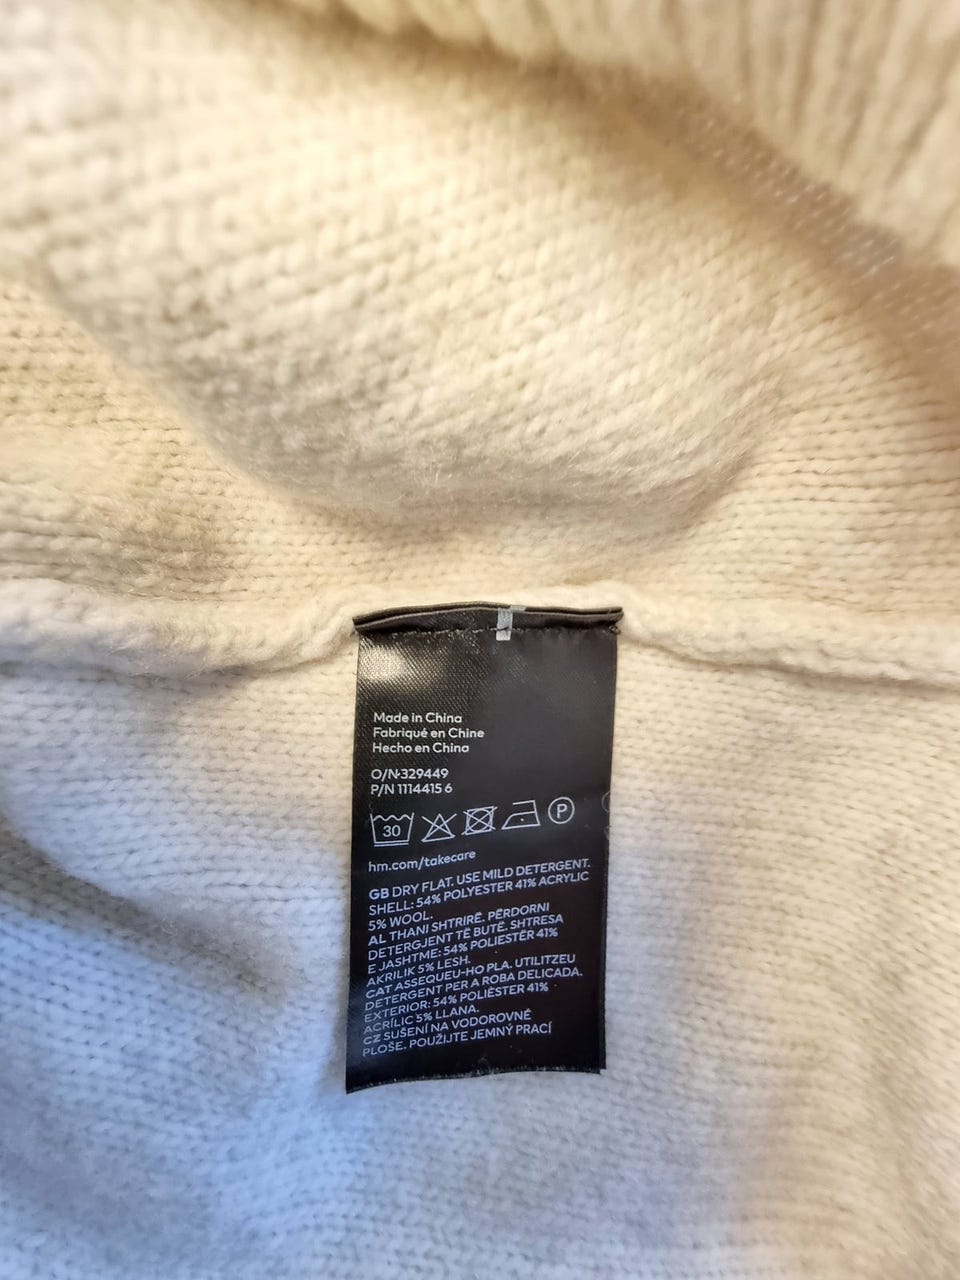 Made in China
Fabriqué en Chine
Hecho en China
O/N·329449
P/N 1114415 6
30
P
hm.com/takecare
GB DRY FLAT. USE MILD DETERGENT.
SHELL: 54% POLYESTER 41% ACRYLIC
5% WOOL.
AL THANI SHTRIRË. PËRDORNI
DETERGJENT TË BUTË. SHTRESA
E JASHTME: 54% POLIESTËR 41%
AKRILIK 5% LESH.
CAT ASSEQUEU-HO PLA. UTILITZEU
DETERGENT PER A ROBA DELICADA.
EXTERIOR: 54% POLIÈSTER 41%
ACRÍLIC 5% LLANA.
CZ SUŠENÍ NA VODOROVNÉ
PLOŠE. POUŽIJTE JEMNÝ PRACÍ